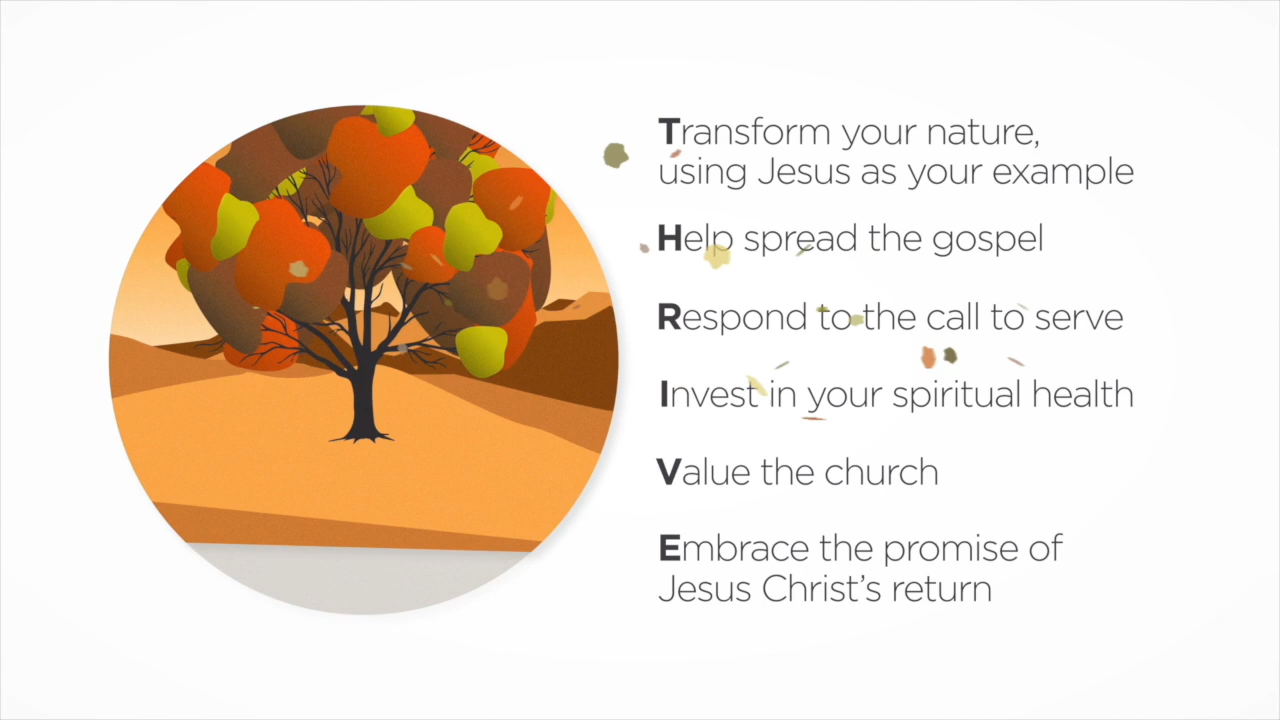 Transform your nature,
using Jesus as your example
Help spread the gospel
Respond to the call to serve
Invest in your spiritual health
Value the church
Embrace the promise of
Jesus Christ’s return